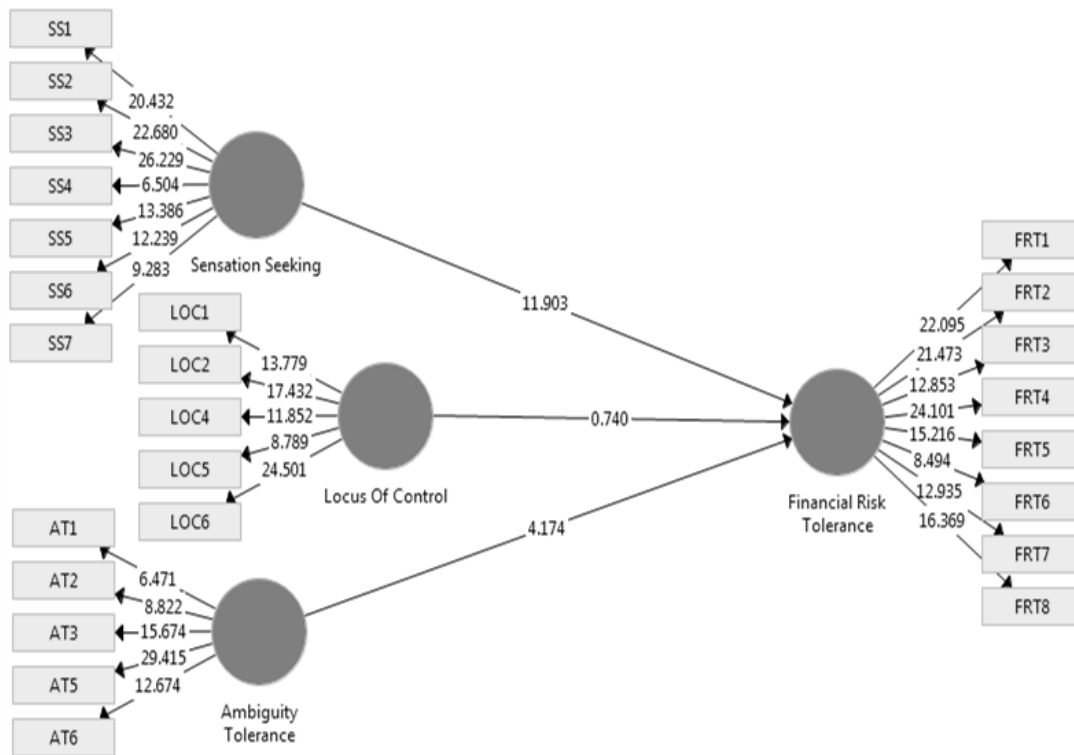 SS1
SS2
SS3
SS4
SS5
SS6
SS7
20.432
22.680
26.229
6.504
13.386
12.239
9.283
Sensation Seeking
11.903
LOC1
LOC2
LOC4
LOC5
LOC6
13.779
17.432
11.852
8.789
24.501
Locus Of Control
0.740
AT1
AT2
AT3
AT5
AT6
6.471
8.822
15.674
29.415
12.674
Ambiguity
Tolerance
4.174
Financial Risk
Tolerance
22.095
21.473
12.853
24.101
15.216
8.494
12.935
16.369
FRT1
FRT2
FRT3
FRT4
FRT5
FRT6
FRT7
FRT8